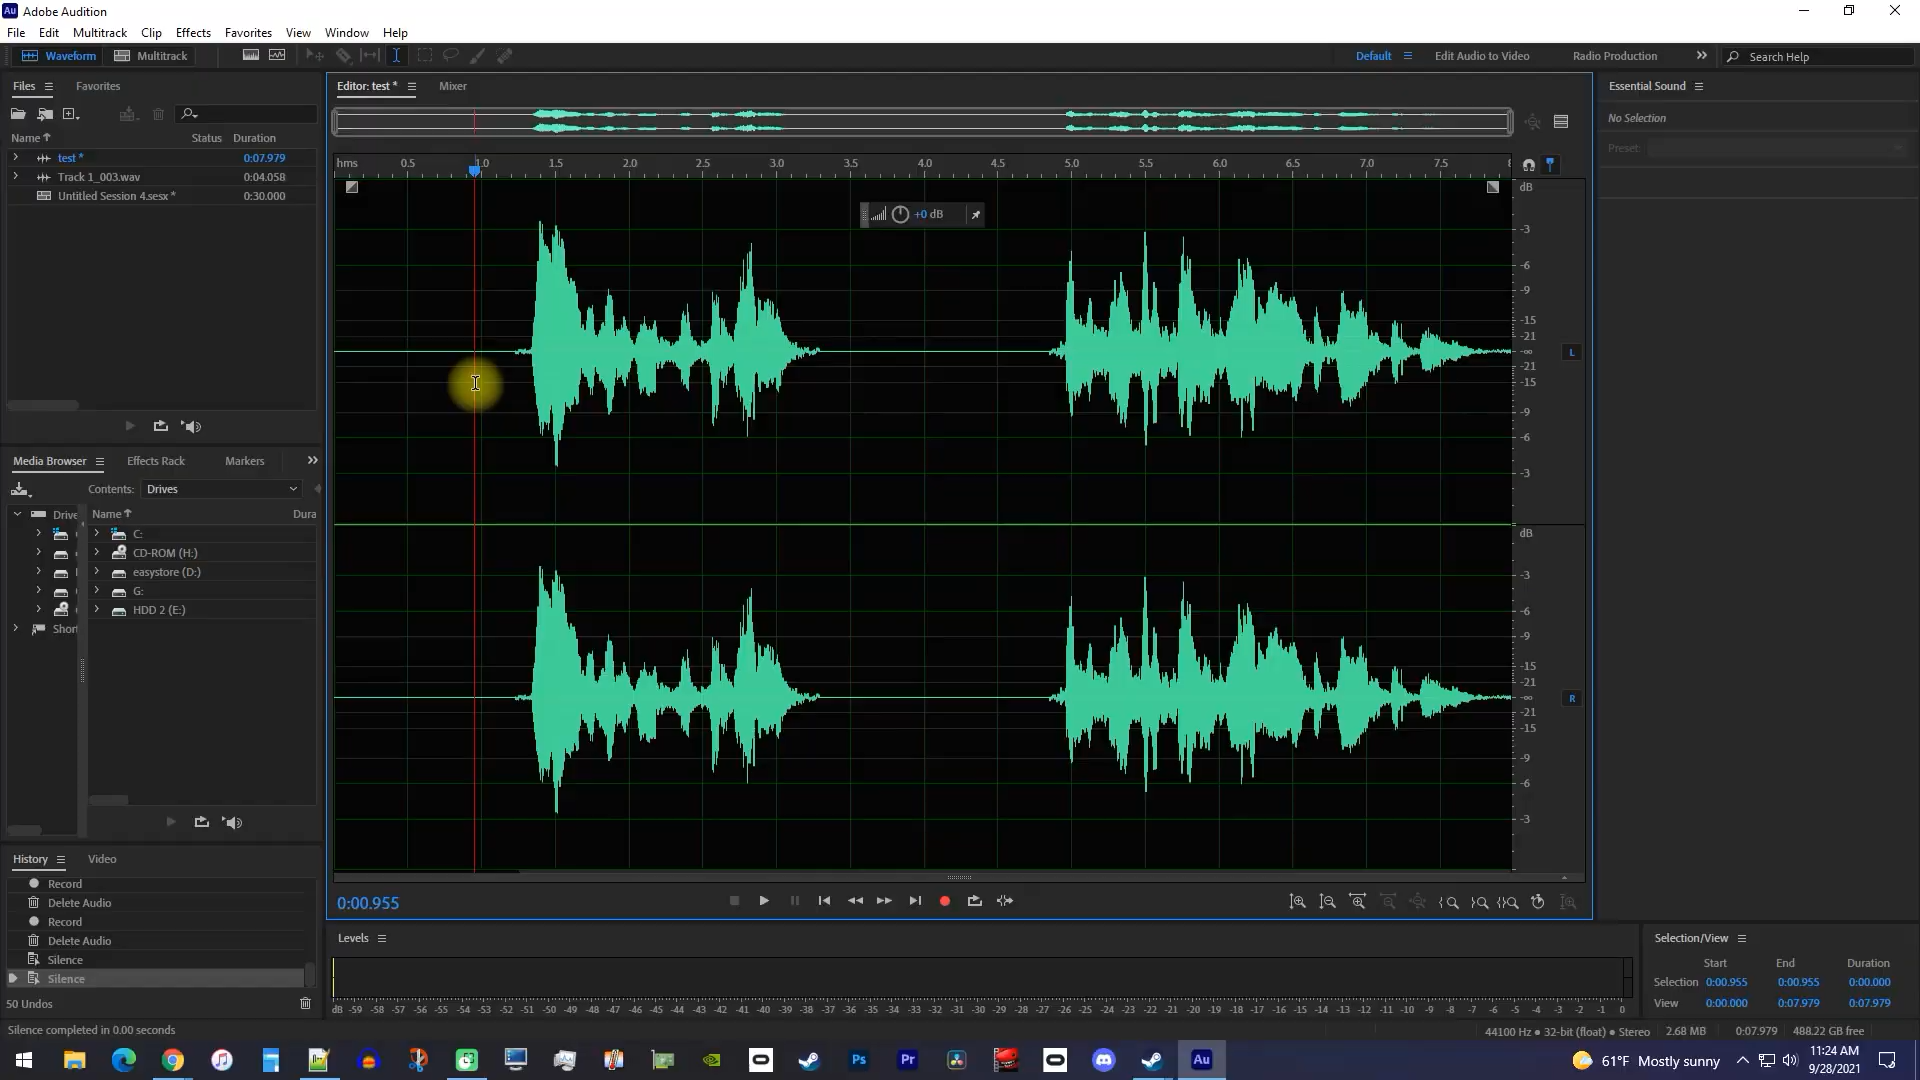 Au Adobe Audition
File Edit Multitrack Clip Effects Favorites View Window Help
Waveform Multitrack Default Edit Audio to Video Radio Production Search Help
Files Favorites
Name Status Duration
test * 0:07.979
Track 1_003.wav 0:04.058
Untitled Session 4.sesx * 0:30.000
Editor: test * Mixer
hms 0.5 1.0 1.5 2.0 2.5 3.0 3.5 4.0 4.5 5.0 5.5 6.0 6.5 7.0 7.5 8
+0 dB
dB
-3
-6
-9
-15
-21
-∞
-21
-15
-9
-6
-3
L
dB
-3
-6
-9
-15
-21
-∞
-21
-15
-9
-6
-3
R
Essential Sound
No Selection
Preset:
Media Browser Effects Rack Markers
Contents: Drives
Drive Name Dura
C:
CD-ROM (H:)
easystore (D:)
G:
HDD 2 (E:)
Short
History Video
Record
Delete Audio
Record
Delete Audio
Silence
Silence
50 Undos
Silence completed in 0.00 seconds
0:00.955
Levels
dB -59 -58 -57 -56 -55 -54 -53 -52 -51 -50 -49 -48 -47 -46 -45 -44 -43 -42 -41 -40 -39 -38 -37 -36 -35 -34 -33 -32 -31 -30 -29 -28 -27 -26 -25 -24 -23 -22 -21 -20 -19 -18 -17 -16 -15 -14 -13 -12 -11 -10 -9 -8 -7 -6 -5 -4 -3 -2 -1 0
Selection/View
Start End Duration
Selection 0:00.955 0:00.955 0:00.000
View 0:00.000 0:07.979 0:07.979
44100 Hz ● 32-bit (float) ● Stereo 2.68 MB 0:07.979 488.22 GB free
Ps Pr Au
61°F Mostly sunny
11:24 AM
9/28/2021